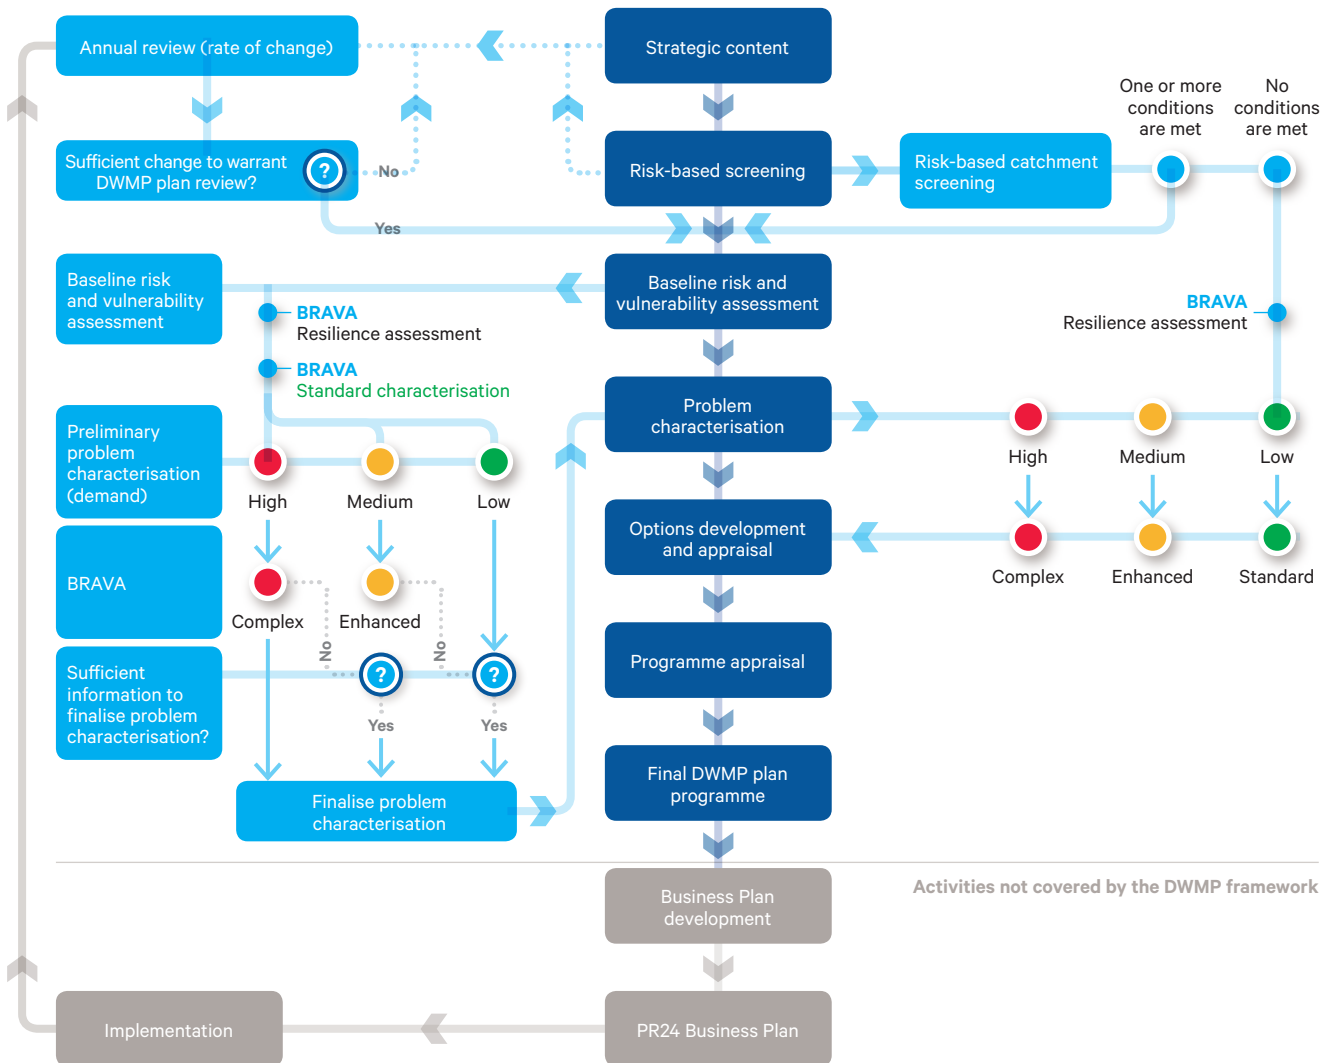 Annual review (rate of change)
Strategic content
One or more
conditions
are met
No
conditions
are met
Sufficient change to warrant
DWMP plan review?
?
No
Risk-based screening
Risk-based catchment
screening
Yes
Baseline risk
and vulnerability
assessment
BRAVA
Resilience assessment
BRAVA
Standard characterisation
Baseline risk and
vulnerability assessment
BRAVA
Resilience assessment
Preliminary
problem
characterisation
(demand)
High
Medium
Low
Problem
characterisation
High
Medium
Low
BRAVA
Complex
Enhanced
Options development
and appraisal
Complex
Enhanced
Standard
Sufficient
information to
finalise problem
characterisation?
No
?
No
?
Yes
Yes
Programme appraisal
Finalise problem
characterisation
Final DWMP plan
programme
Activities not covered by the DWMP framework
Business Plan
development
Implementation
PR24 Business Plan